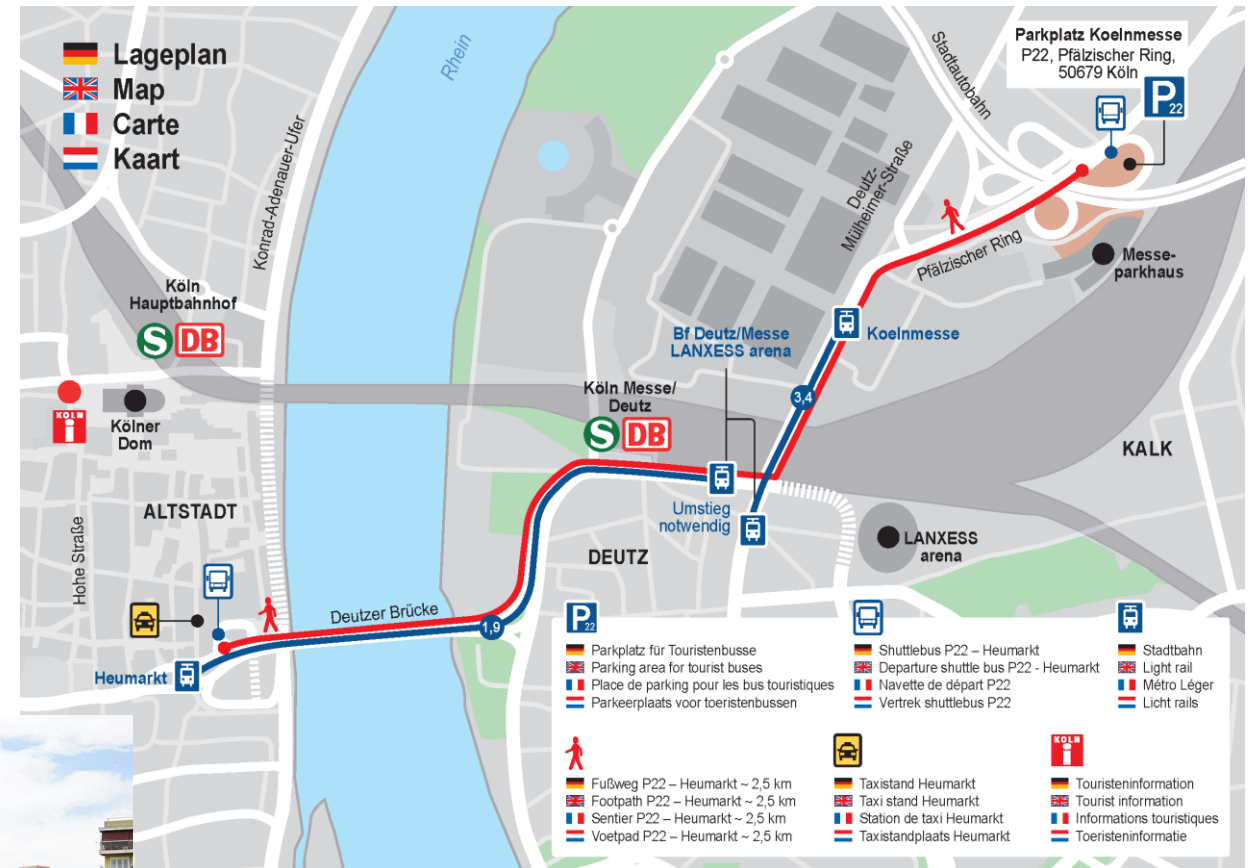 Lageplan
Map
Carte
Kaart
Rhein
Konrad-Adenauer-Ufer
Stadtautobahn
Parkplatz Koelnmesse
P22, Pfälzischer Ring,
50679 Köln
P22
Deutz-
Mülheimer-Straße
Pfälzischer Ring
Messe-
parkhaus
Köln
Hauptbahnhof
S DB
Bf Deutz/Messe
LANXESS arena
Koelnmesse
3,4
Köln Messe/
Deutz
S DB
KÖLN
i
Kölner
Dom
KALK
ALTSTADT
Hohe Straße
Umstieg
notwendig
LANXESS
arena
DEUTZ
Deutzer Brücke
1,9
Heumarkt
P22
Parkplatz für Touristenbusse
Parking area for tourist buses
Place de parking pour les bus touristiques
Parkeerplaats voor toeristenbussen
Shuttlebus P22 – Heumarkt
Departure shuttle bus P22 - Heumarkt
Navette de départ P22
Vertrek shuttlebus P22
Stadtbahn
Light rail
Métro Léger
Licht rails
Fußweg P22 – Heumarkt ~ 2,5 km
Footpath P22 – Heumarkt ~ 2,5 km
Sentier P22 – Heumarkt ~ 2,5 km
Voetpad P22 – Heumarkt ~ 2,5 km
Taxistand Heumarkt
Taxi stand Heumarkt
Station de taxi Heumarkt
Taxistandplaats Heumarkt
KÖLN
i
Touristeninformation
Tourist information
Informations touristiques
Toeristeninformatie